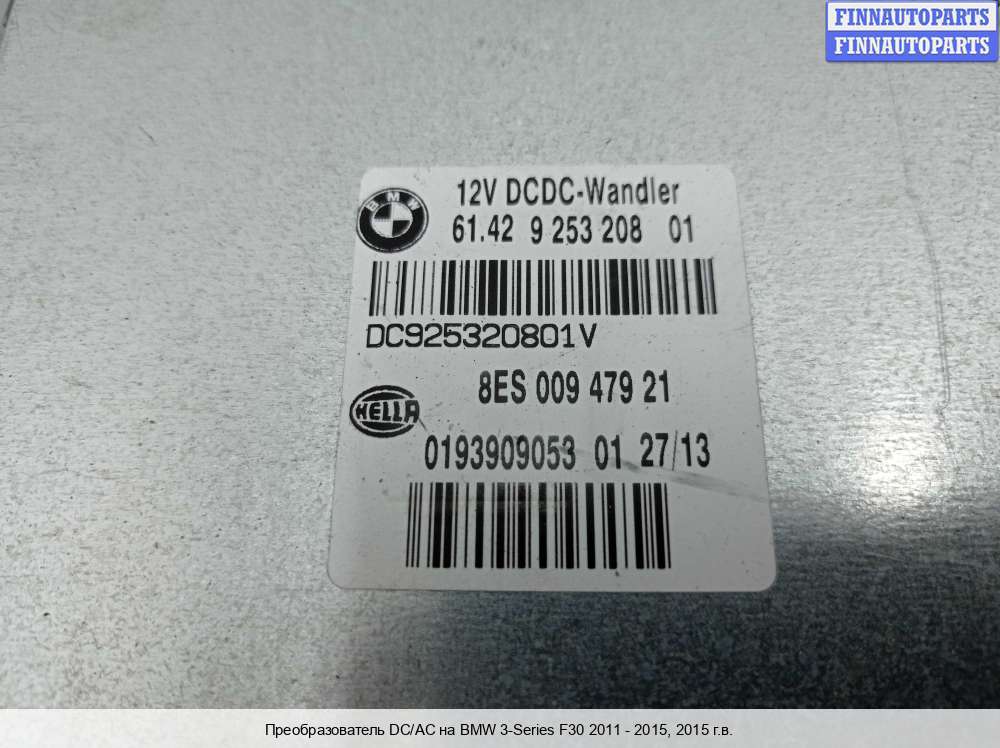 FINNAUTOPARTS
FINNAUTOPARTS
12V DCDC-Wandler
BMW
61.42 9 253 208 01
DC925320801V
8ES 009 479 21
HELLA
0193909053 01 27/13
Преобразователь DC/AC на BMW 3-Series F30 2011 - 2015, 2015 г.в.